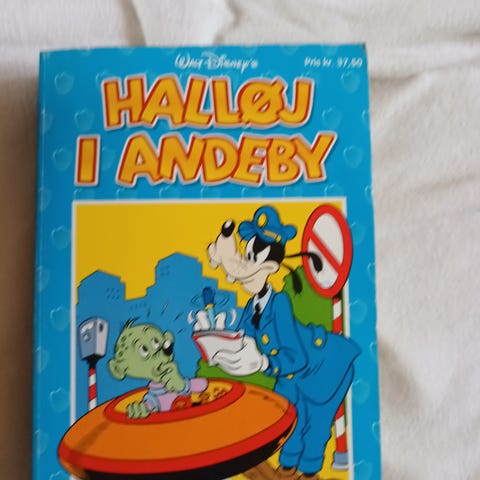 Walt Disney's
Pris kr. 37,50
HALLØJ
I ANDEBY